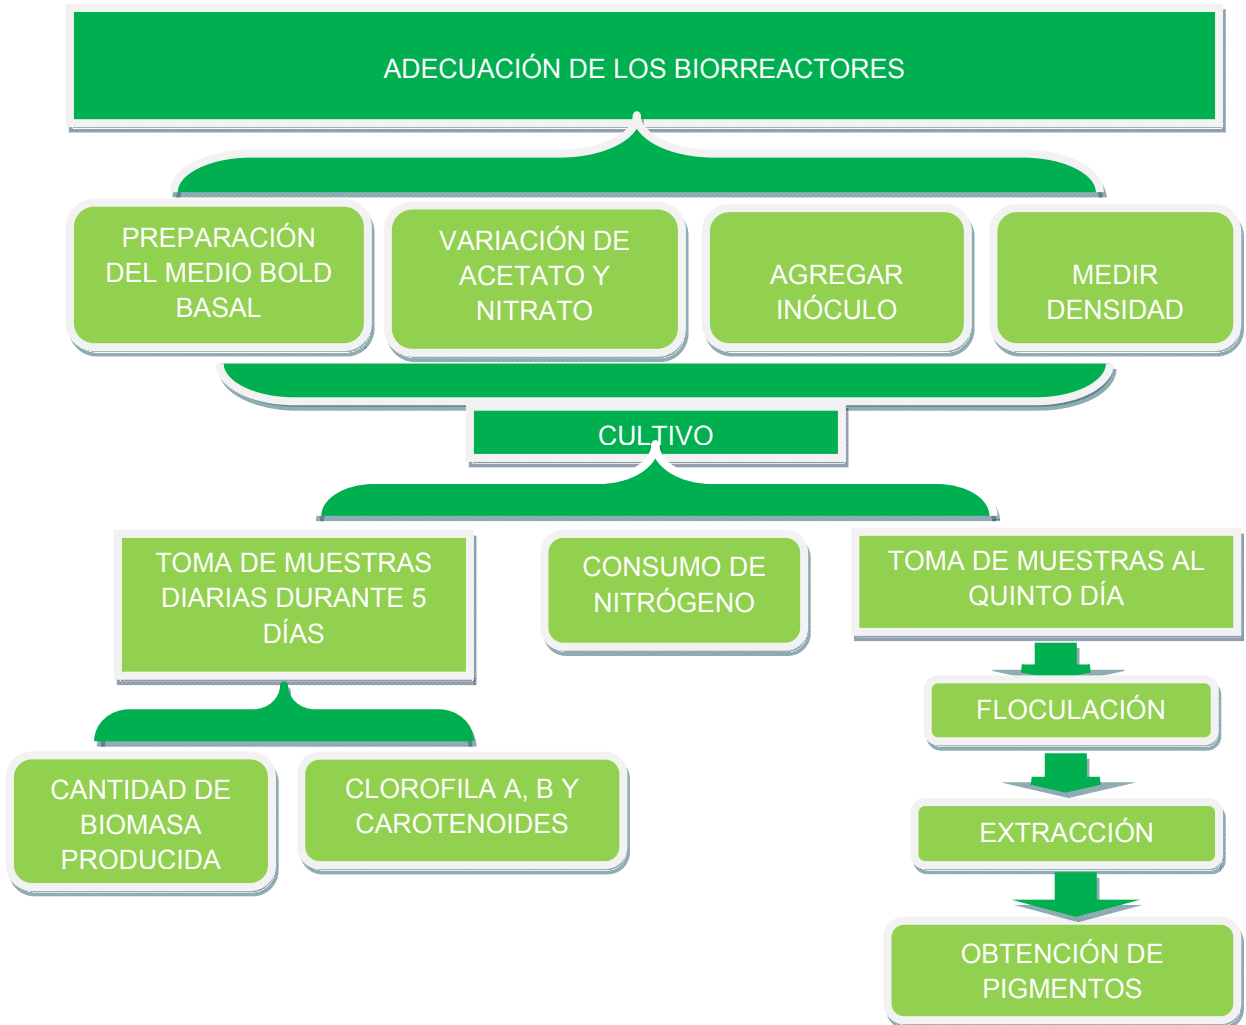 ADECUACIÓN DE LOS BIORREACTORES
PREPARACIÓN
DEL MEDIO BOLD
BASAL
VARIACIÓN DE
ACETATO Y
NITRATO
AGREGAR
INÓCULO
MEDIR
DENSIDAD
CULTIVO
TOMA DE MUESTRAS
DIARIAS DURANTE 5
DÍAS
CONSUMO DE
NITRÓGENO
TOMA DE MUESTRAS AL
QUINTO DÍA
CANTIDAD DE
BIOMASA
PRODUCIDA
CLOROFILA A, B Y
CAROTENOIDES
FLOCULACIÓN
EXTRACCIÓN
OBTENCIÓN DE
PIGMENTOS